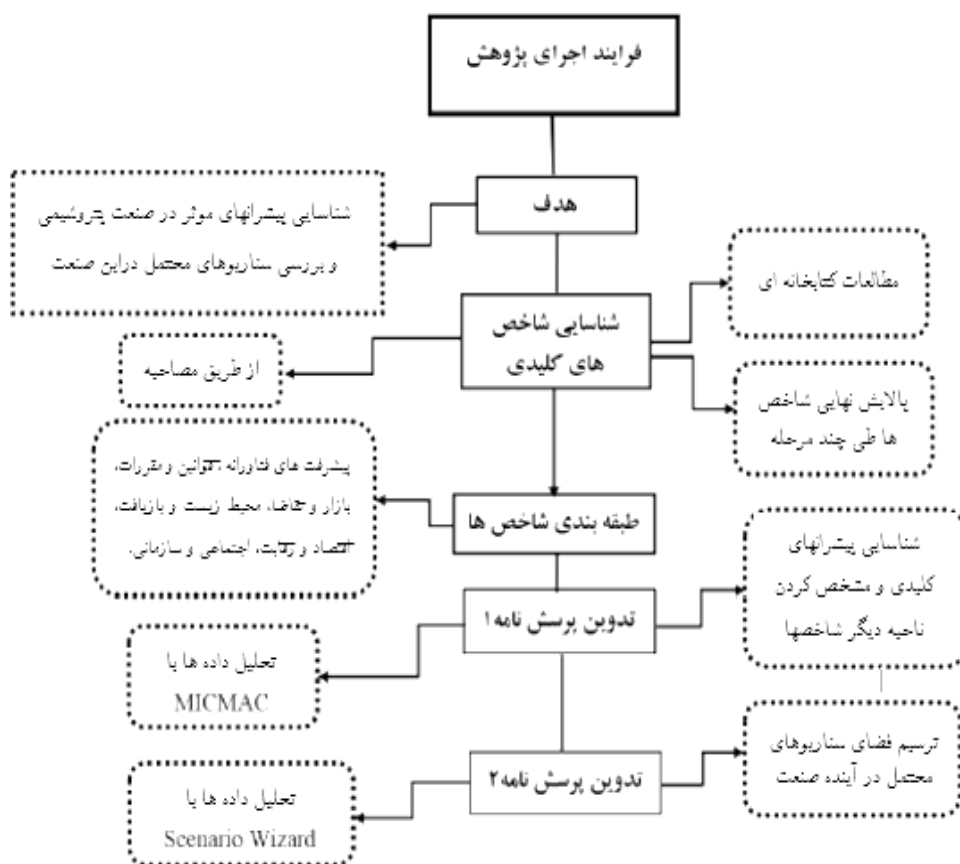 فرایند اجرای پژوهش
هدف
شناسایی پیشرانهای موثر در صنعت پتروشیمی
و بررسی سناریوهای محتمل دراین صنعت
مطالعات کتابخانه ای
شناسایی شاخص
های کلیدی
از طریق مصاحبه
پالایش نهایی شاخص
ها طی چند مرحله
پیشرفت های فناورانه، قوانین و مقررات،
بازار و تقاضا، محیط زیست و بازیافت،
اقتصاد و رقابت، اجتماعی و سازمانی.
طبقه بندی شاخص ها
شناسایی پیشرانهای
کلیدی و مشخص کردن
ناحیه دیگر شاخصها
تدوین پرسش نامه۱
تحلیل داده ها با
MICMAC
ترسیم فضای سناریوهای
محتمل در آینده صنعت
تدوین پرسش نامه۲
تحلیل داده ها با
Scenario Wizard